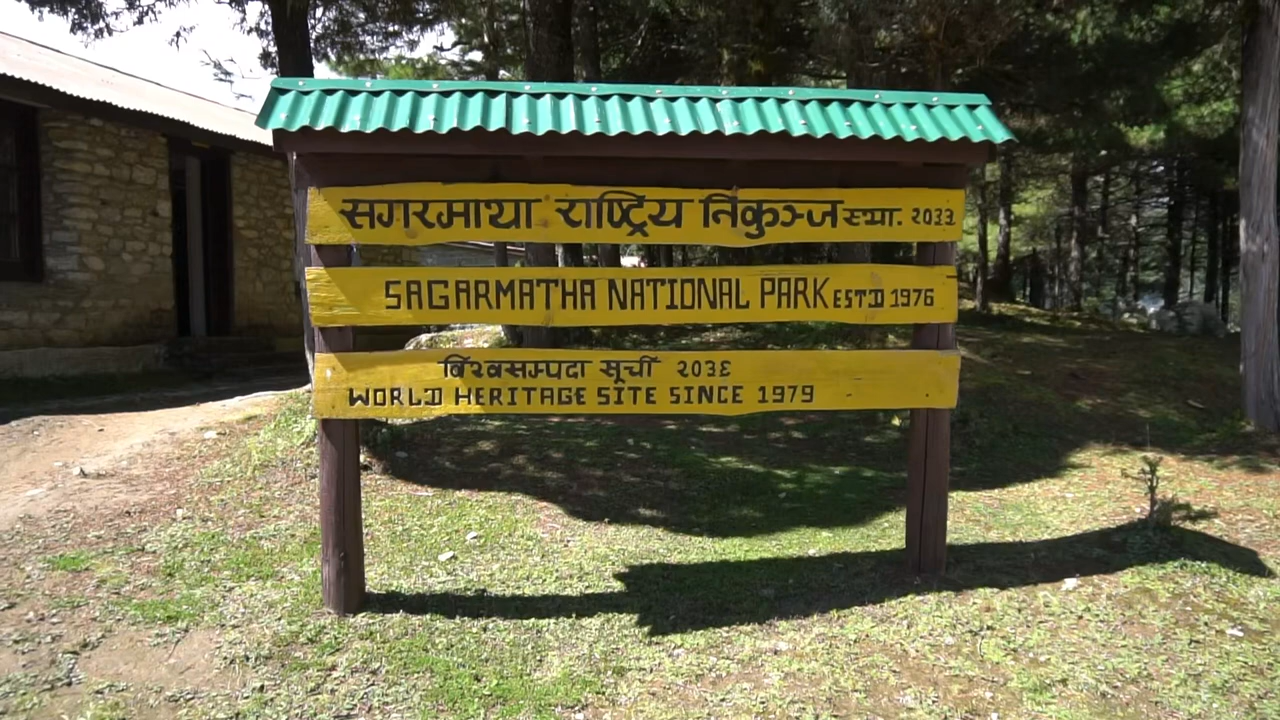 सगरमाथा राष्ट्रिय निकुञ्ज स्था. २०३३
SAGARMATHA NATIONAL PARK ESTD 1976
विश्वसम्पदा सूची २०३६
WORLD HERITAGE SITE SINCE 1979